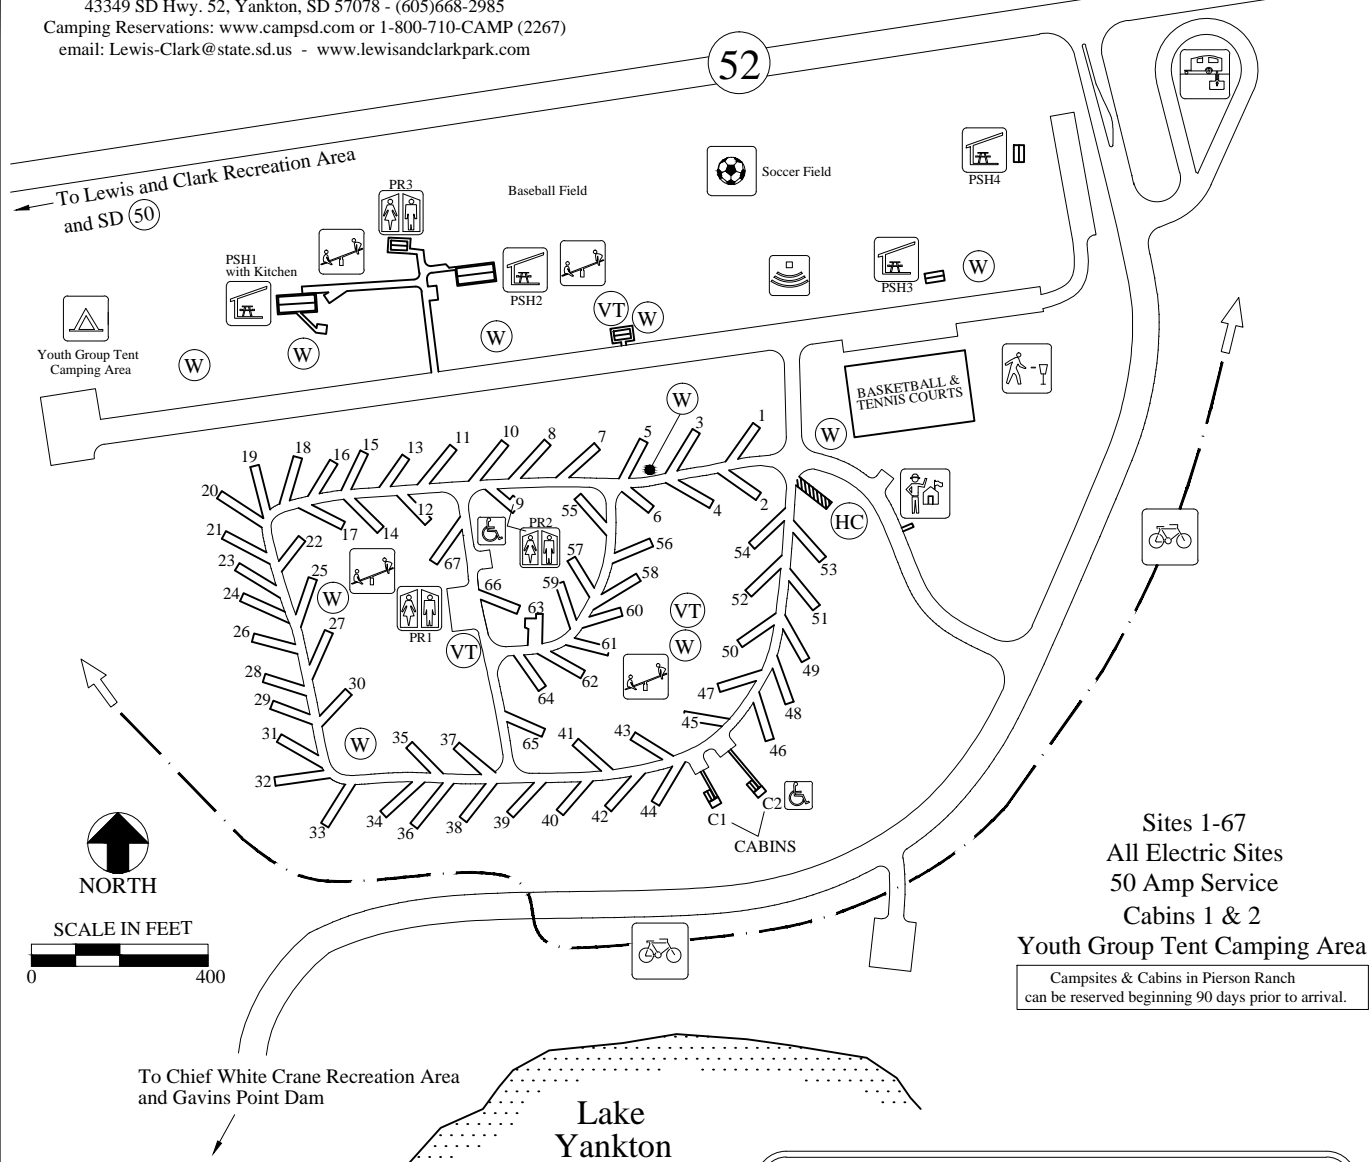 43349 SD Hwy. 52, Yankton, SD 57078 - (605)668-2985
Camping Reservations: www.campsd.com or 1-800-710-CAMP (2267)
email: Lewis-Clark@state.sd.us - www.lewisandclarkpark.com
52
To Lewis and Clark Recreation Area
and SD 50
PR3
Baseball Field
Soccer Field
PSH4
PSH1
with Kitchen
PSH2
PSH3
W
VT
W
W
W
W
Youth Group Tent
Camping Area
BASKETBALL &
TENNIS COURTS
W
W
HC
1
2
3
4
5
6
7
8
9
10
11
12
13
14
15
16
17
18
19
20
21
22
23
24
25
26
27
28
29
30
31
32
33
34
35
36
37
38
39
40
41
42
43
44
45
46
47
48
49
50
51
52
53
54
55
56
57
58
59
60
61
62
63
64
65
66
67
PR2
PR1
W
VT
VT
W
W
C1
C2
CABINS
NORTH
SCALE IN FEET
0
400
Sites 1-67
All Electric Sites
50 Amp Service
Cabins 1 & 2
Youth Group Tent Camping Area
Campsites & Cabins in Pierson Ranch
can be reserved beginning 90 days prior to arrival.
To Chief White Crane Recreation Area
and Gavins Point Dam
Lake
Yankton